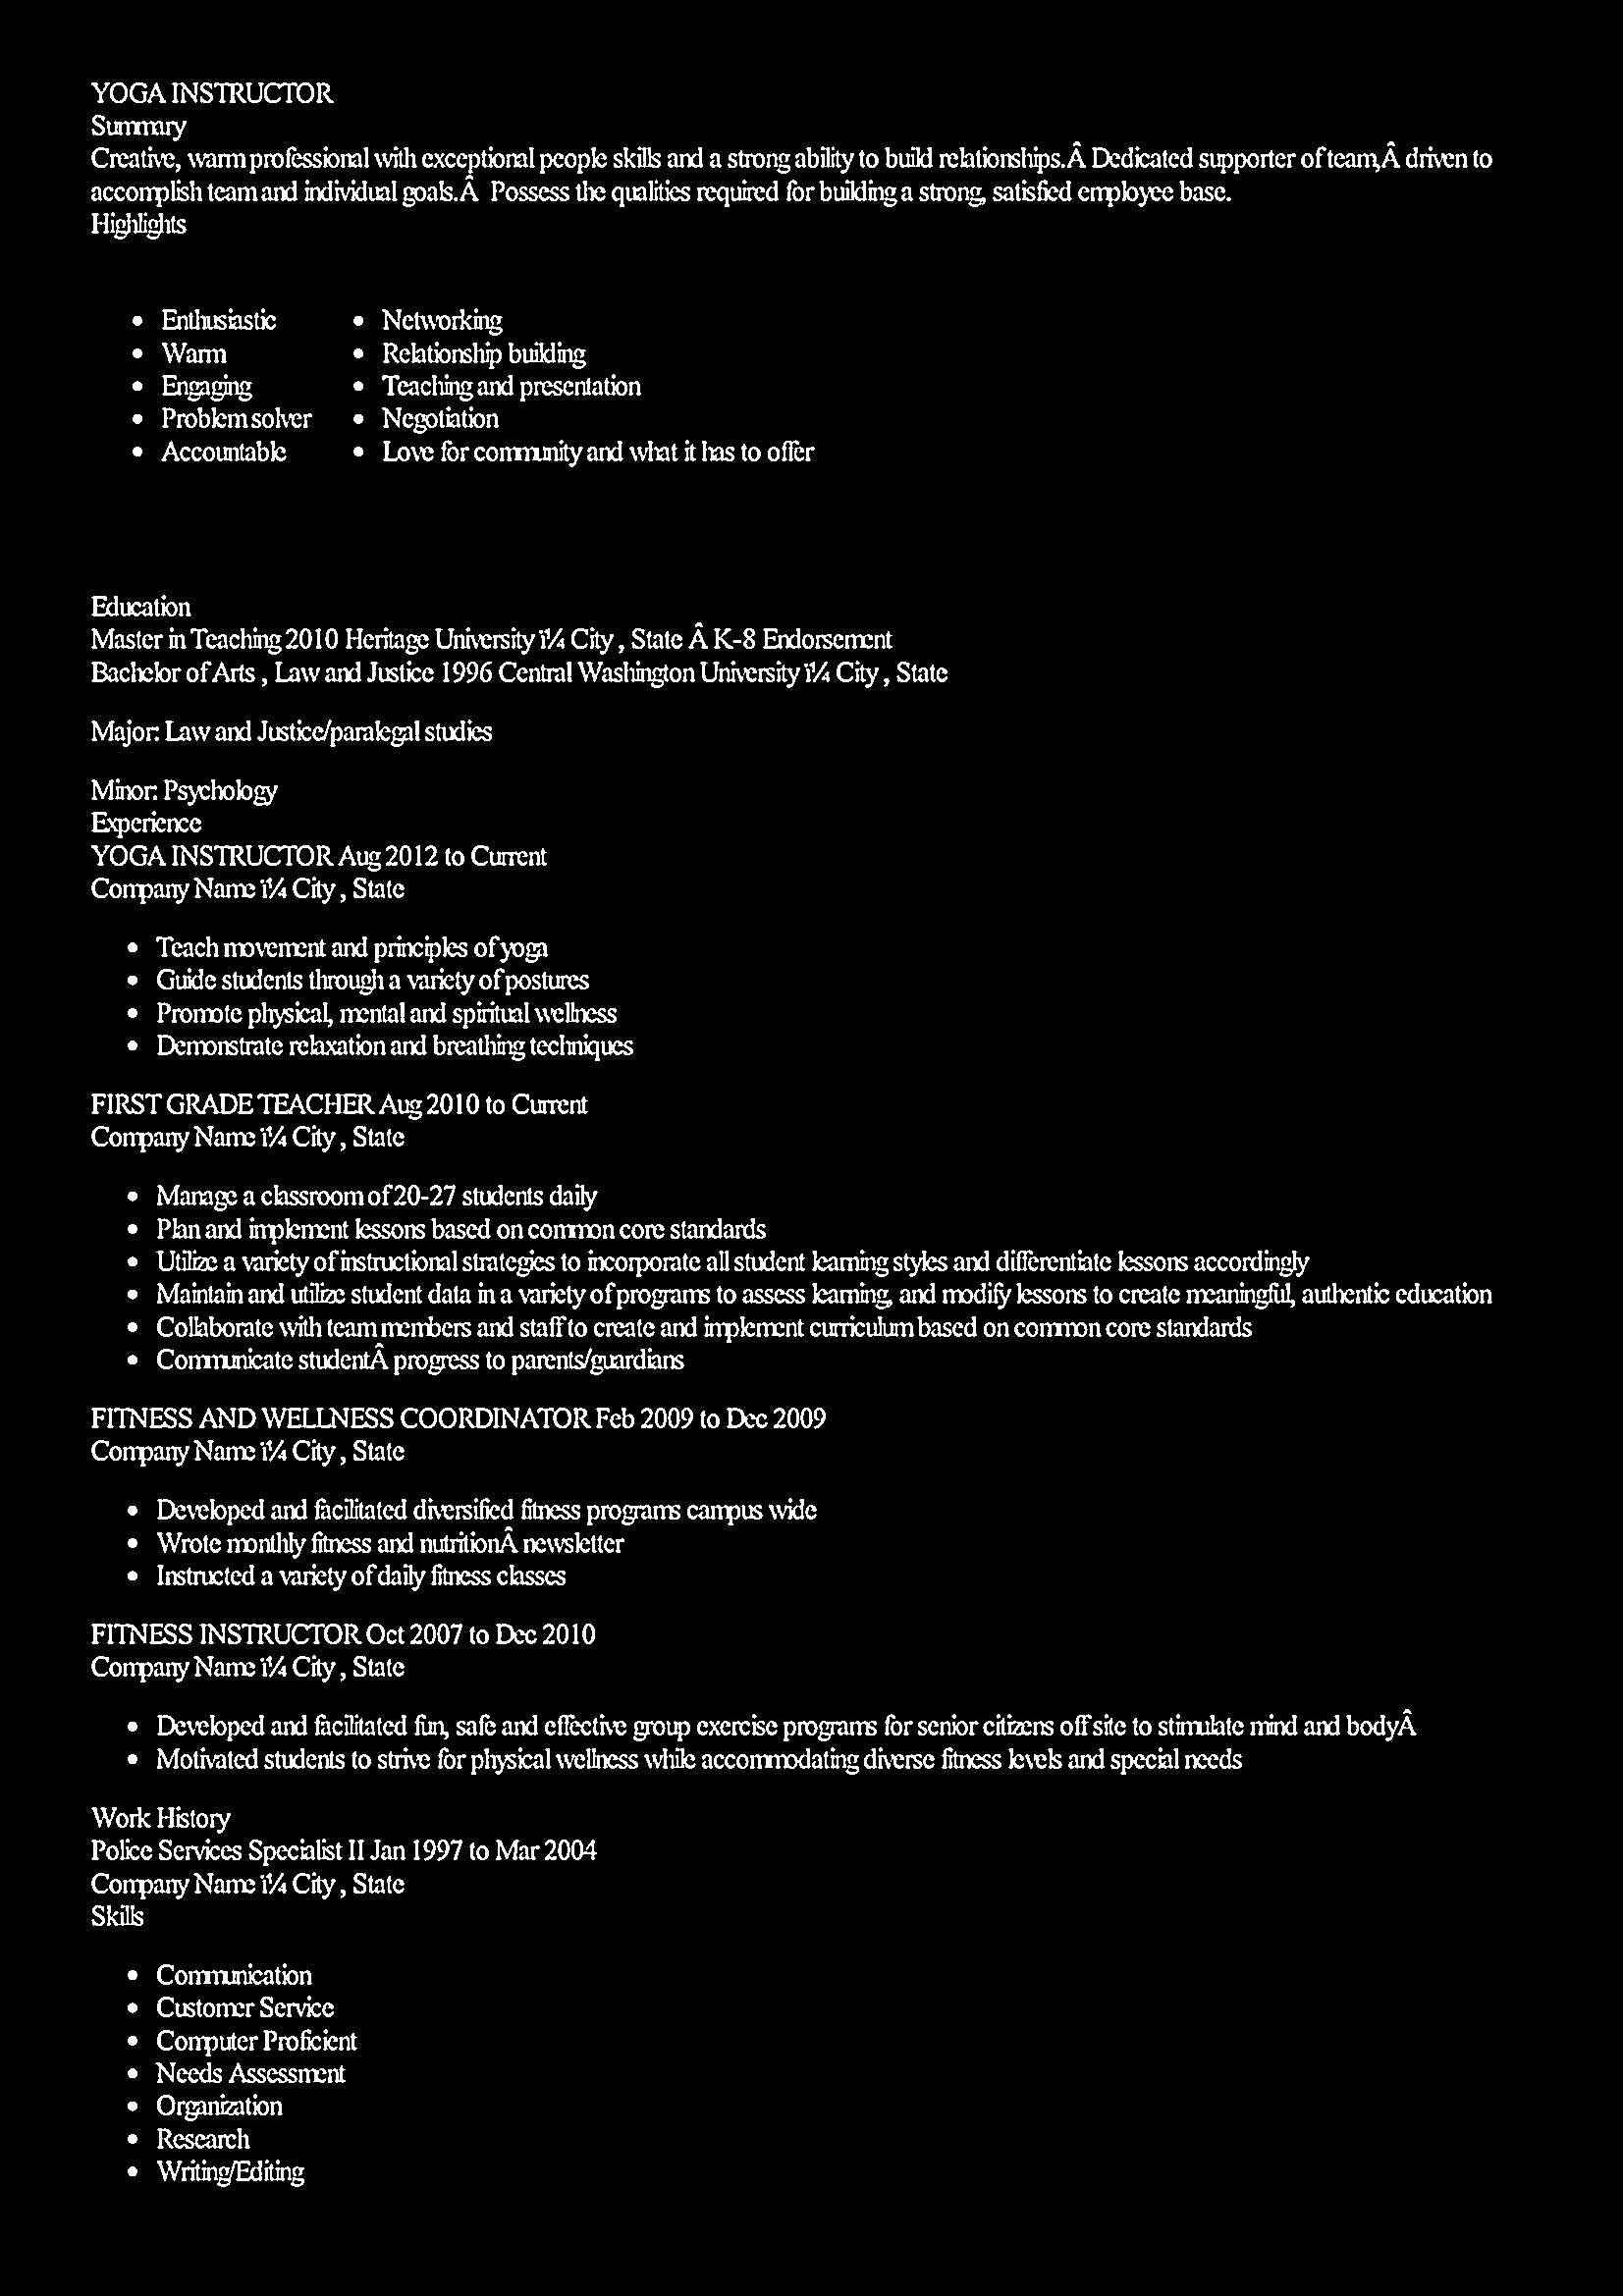 YOGA INSTRUCTOR
Summary
Creative, warm professional with exceptional people skills and a strong ability to build relationships.Â Dedicated supporter of team,Â driven to
accomplish team and individual goals.Â  Possess the qualities required for building a strong, satisfied employee base.
Highlights
• Enthusiastic
• Warm
• Engaging
• Problem solver
• Accountable
• Networking
• Relationship building
• Teaching and presentation
• Negotiation
• Love for community and what it has to offer
Education
Master in Teaching 2010 Heritage University ï¼ City , State Â K-8 Endorsement
Bachelor of Arts , Law and Justice 1996 Central Washington University ï¼ City , State
Major: Law and Justice/paralegal studies
Minor: Psychology
Experience
YOGA INSTRUCTOR Aug 2012 to Current
Company Name ï¼ City , State
• Teach movement and principles of yoga
• Guide students through a variety of postures
• Promote physical, mental and spiritual wellness
• Demonstrate relaxation and breathing techniques
FIRST GRADE TEACHER Aug 2010 to Current
Company Name ï¼ City , State
• Manage a classroom of 20-27 students daily
• Plan and implement lessons based on common core standards
• Utilize a variety of instructional strategies to incorporate all student learning styles and differentiate lessons accordingly
• Maintain and utilize student data in a variety of programs to assess learning, and modify lessons to create meaningful, authentic education
• Collaborate with team members and staff to create and implement curriculum based on common core standards
• Communicate studentÂ progress to parents/guardians
FITNESS AND WELLNESS COORDINATOR Feb 2009 to Dec 2009
Company Name ï¼ City , State
• Developed and facilitated diversified fitness programs campus wide
• Wrote monthly fitness and nutritionÂ newsletter
• Instructed a variety of daily fitness classes
FITNESS INSTRUCTOR Oct 2007 to Dec 2010
Company Name ï¼ City , State
• Developed and facilitated fun, safe and effective group exercise programs for senior citizens off site to stimulate mind and bodyÂ
• Motivated students to strive for physical wellness while accommodating diverse fitness levels and special needs
Work History
Police Services Specialist II Jan 1997 to Mar 2004
Company Name ï¼ City , State
Skills
• Communication
• Customer Service
• Computer Proficient
• Needs Assessment
• Organization
• Research
• Writing/Editing